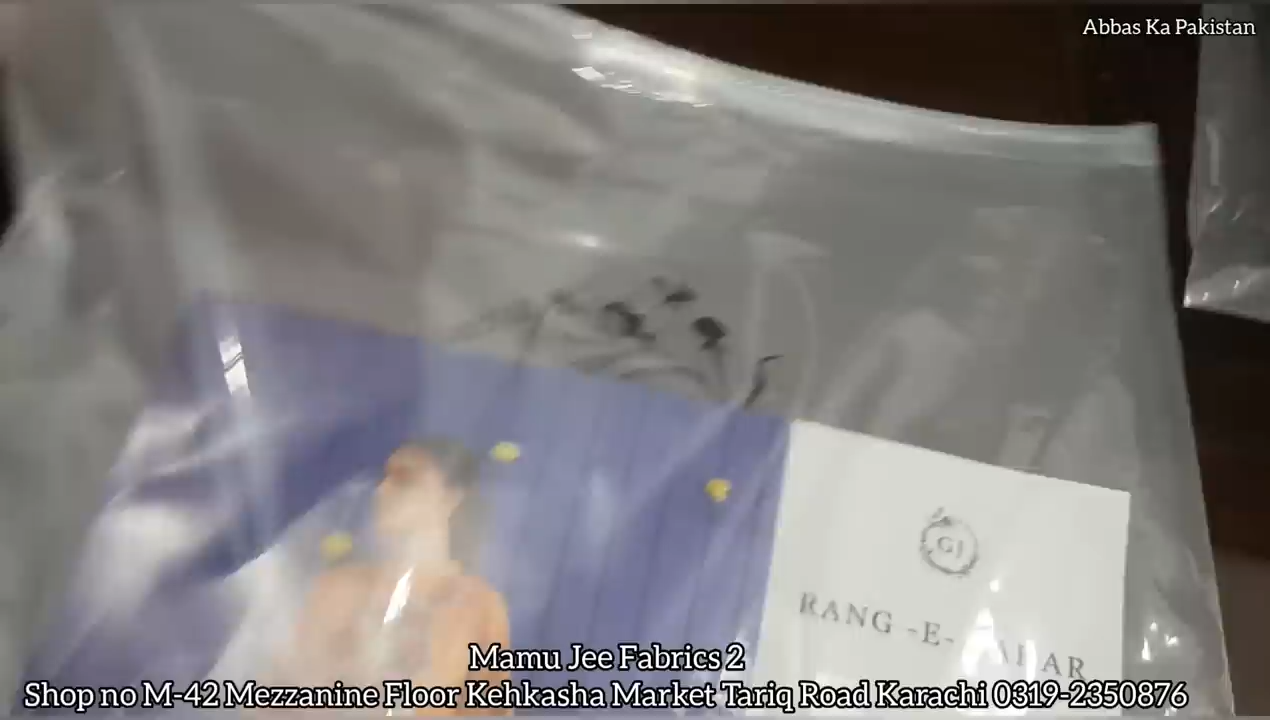 Abbas Ka Pakistan
GJ
RANG -E-
Mamu Jee Fabrics 2
Shop no M-42 Mezzanine Floor Kehkasha Market Tariq Road Karachi 0319-2350876